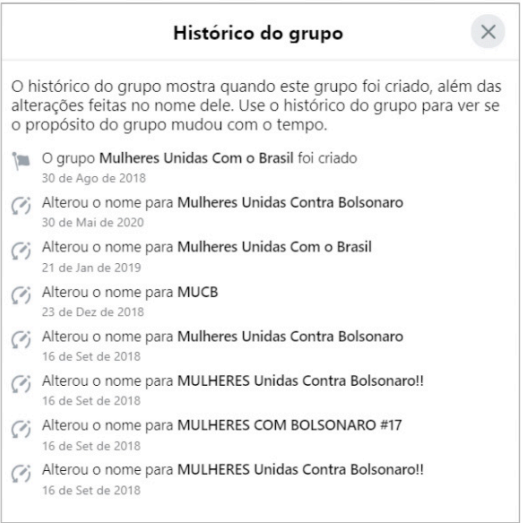 Histórico do grupo
O histórico do grupo mostra quando este grupo foi criado, além das
alterações feitas no nome dele. Use o histórico do grupo para ver se
o propósito do grupo mudou com o tempo.
O grupo Mulheres Unidas Com o Brasil foi criado
30 de Ago de 2018
Alterou o nome para Mulheres Unidas Contra Bolsonaro
30 de Mai de 2020
Alterou o nome para Mulheres Unidas Com o Brasil
21 de Jan de 2019
Alterou o nome para MUCB
23 de Dez de 2018
Alterou o nome para Mulheres Unidas Contra Bolsonaro
16 de Set de 2018
Alterou o nome para MULHERES Unidas Contra Bolsonaro!!
16 de Set de 2018
Alterou o nome para MULHERES COM BOLSONARO #17
16 de Set de 2018
Alterou o nome para MULHERES Unidas Contra Bolsonaro!!
16 de Set de 2018